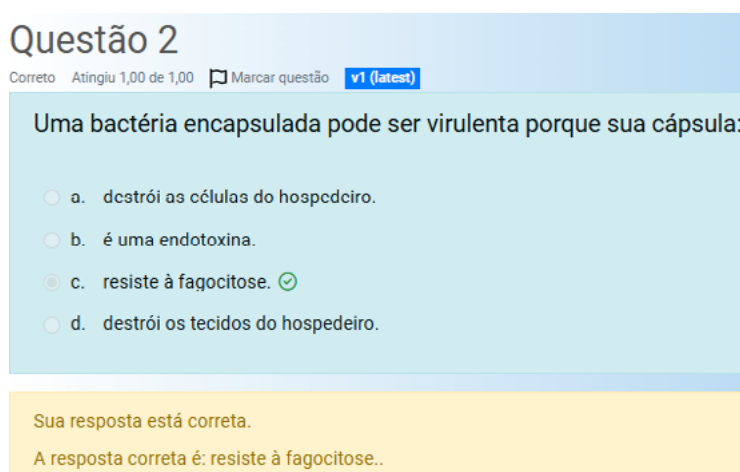 Questão 2
Correto Atingiu 1,00 de 1,00 Marcar questão v1 (latest)
Uma bactéria encapsulada pode ser virulenta porque sua cápsula:
a. destrói as células do hospedeiro.
b. é uma endotoxina.
c. resiste à fagocitose.
d. destrói os tecidos do hospedeiro.
Sua resposta está correta.
A resposta correta é: resiste à fagocitose..